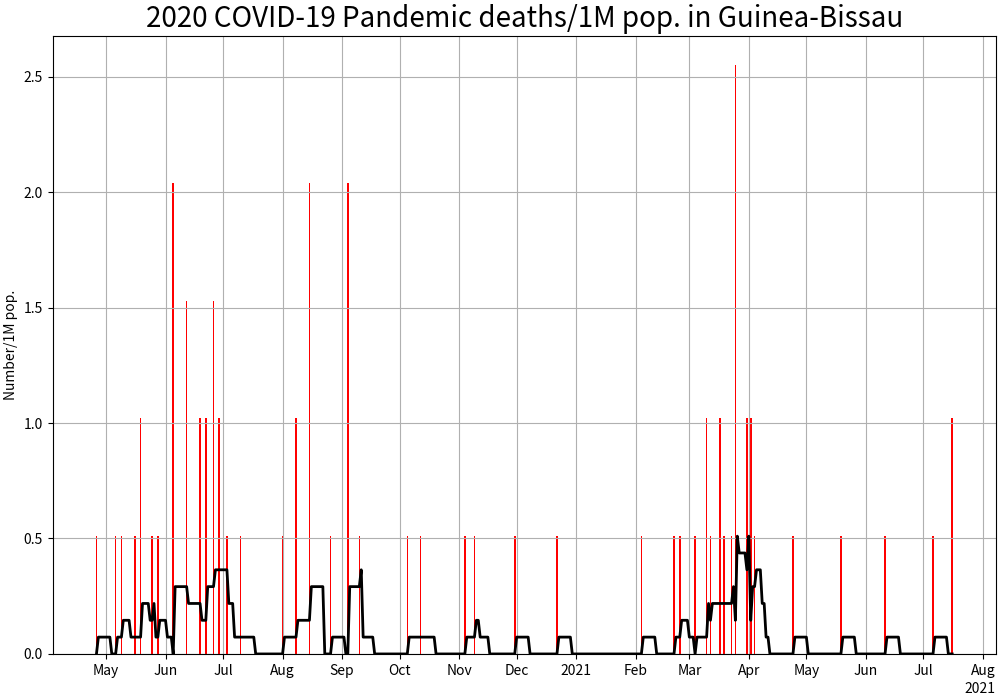 2020 COVID-19 Pandemic deaths/1M pop. in Guinea-Bissau
Number/1M pop.
2.5
2.0
1.5
1.0
0.5
0.0
May Jun Jul Aug Sep Oct Nov Dec 2021 Feb Mar Apr May Jun Jul Aug
2021